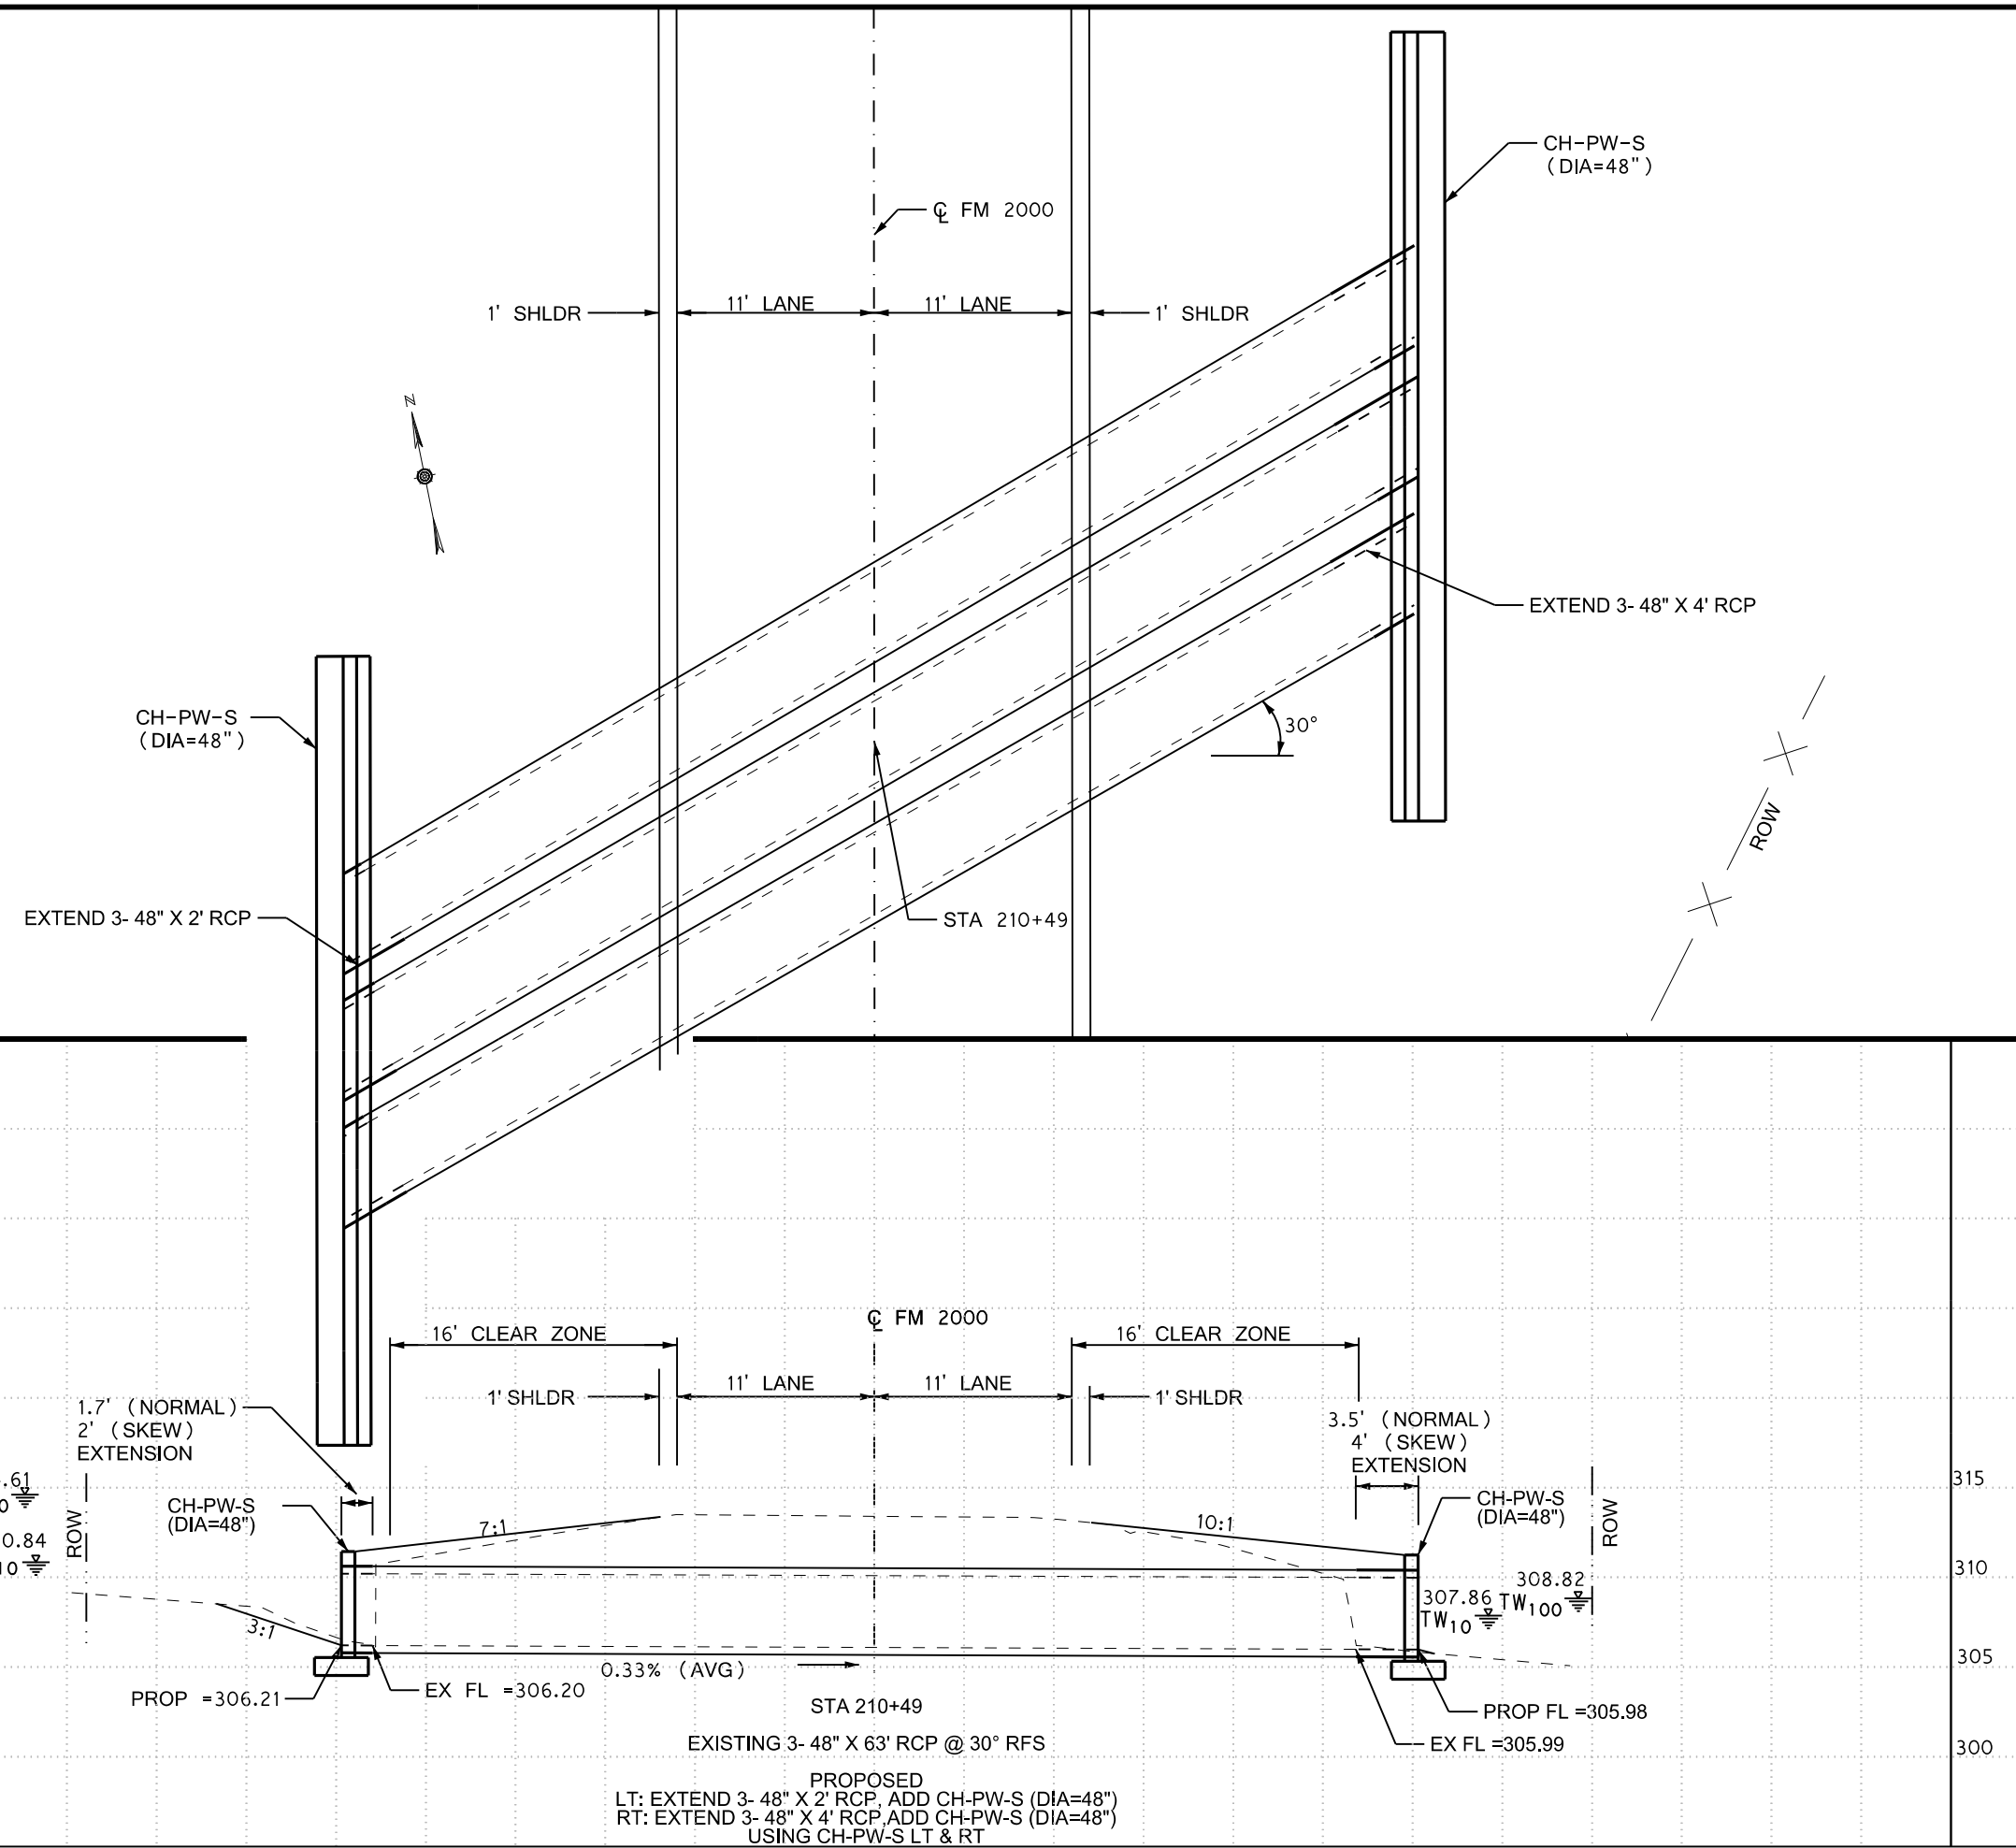 CH-PW-S
(DIA=48")
℄ FM 2000
1' SHLDR
11' LANE
11' LANE
1' SHLDR
N
EXTEND 3- 48" X 4' RCP
CH-PW-S
(DIA=48")
30°
ROW
EXTEND 3- 48" X 2' RCP
STA 210+49
℄ FM 2000
16' CLEAR ZONE
16' CLEAR ZONE
11' LANE
11' LANE
1' SHLDR
1' SHLDR
1.7' (NORMAL)
2' (SKEW)
EXTENSION
3.5' (NORMAL)
4' (SKEW)
EXTENSION
.61
0
315
CH-PW-S
(DIA=48")
CH-PW-S
(DIA=48")
ROW
ROW
7:1
10:1
0.84
10
310
307.86
TW10
308.82
TW100
3:1
305
0.33% (AVG)
PROP =306.21
EX FL =306.20
STA 210+49
PROP FL =305.98
EX FL =305.99
300
EXISTING 3- 48" X 63' RCP @ 30° RFS
PROPOSED
LT: EXTEND 3- 48" X 2' RCP, ADD CH-PW-S (DIA=48")
RT: EXTEND 3- 48" X 4' RCP,ADD CH-PW-S (DIA=48")
USING CH-PW-S LT & RT